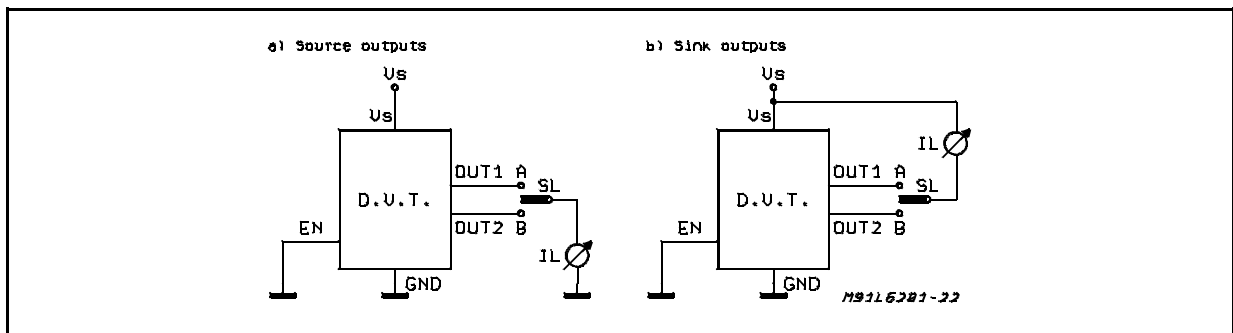 a) Source outputs
Vs
Vs
OUT1 A
SL
D.U.T.
EN
OUT2 B
IL
GND
b) Sink outputs
Vs
Vs
IL
OUT1 A
SL
D.U.T.
EN
OUT2 B
GND
M91L6201-22